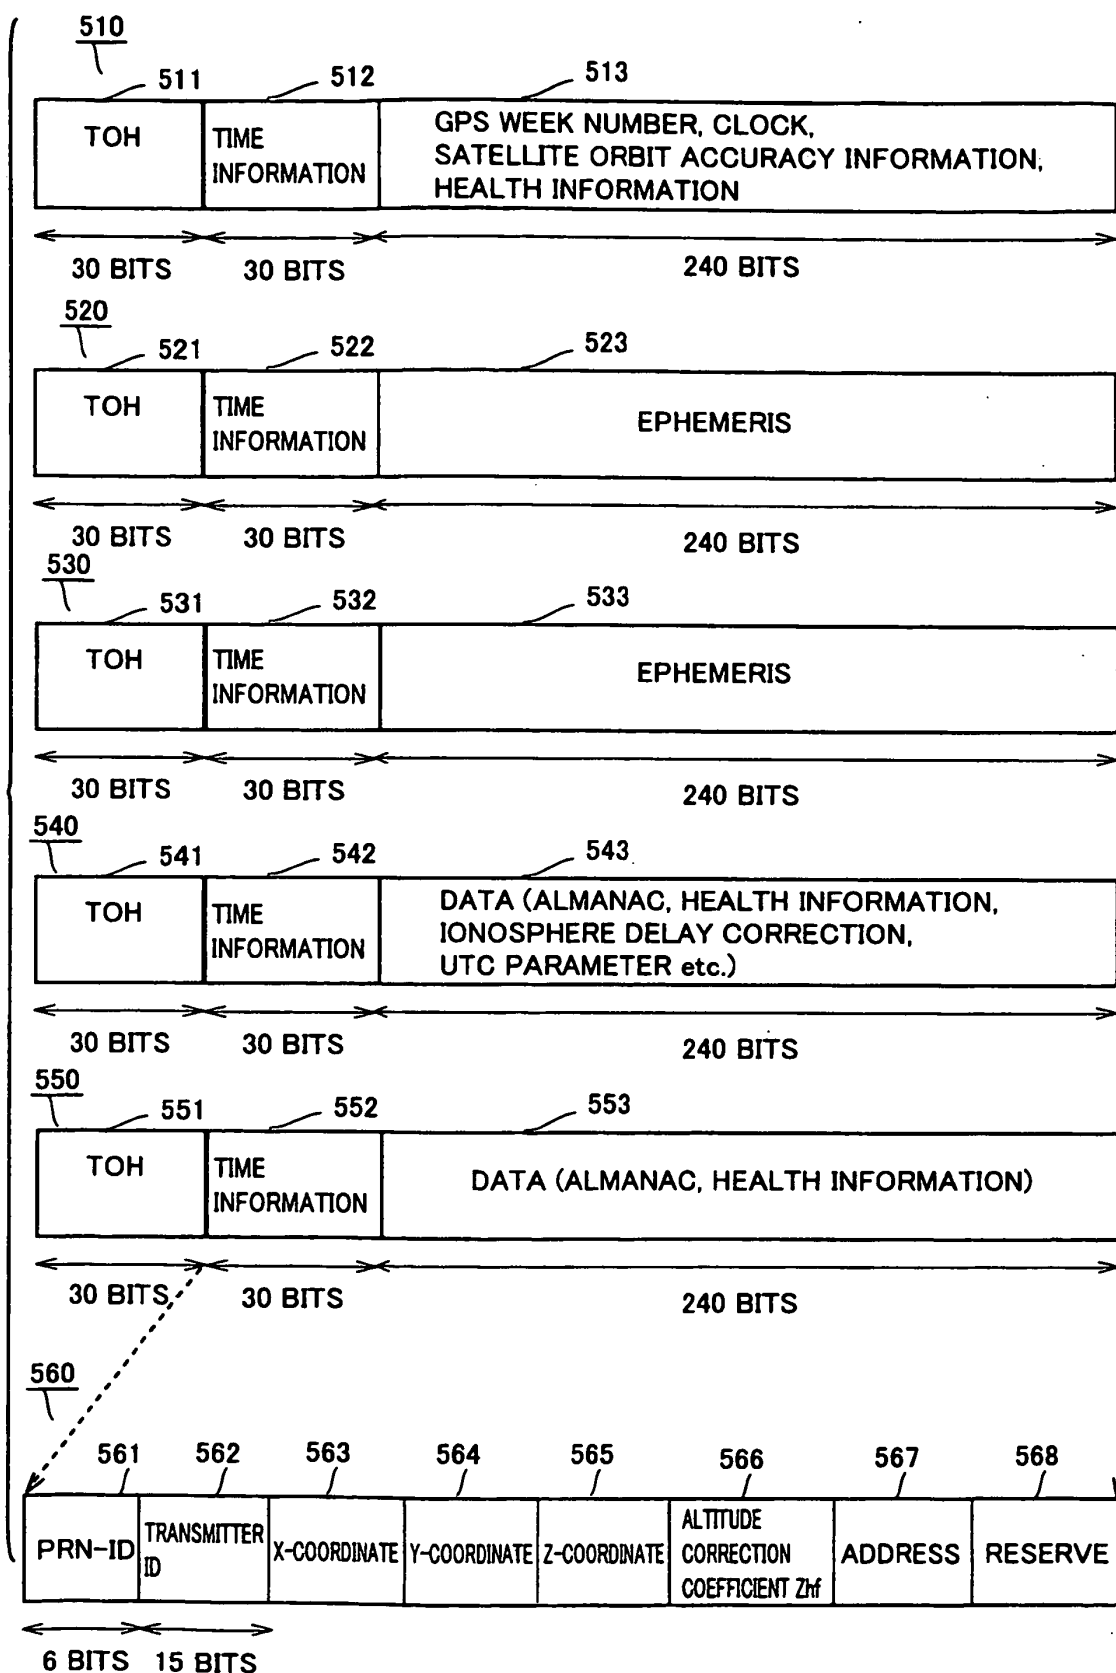 510
511 512 513
TOH
TIME
INFORMATION
GPS WEEK NUMBER, CLOCK,
SATELLITE ORBIT ACCURACY INFORMATION,
HEALTH INFORMATION
30 BITS 30 BITS 240 BITS
520
521 522 523
TOH
TIME
INFORMATION
EPHEMERIS
30 BITS 30 BITS 240 BITS
530
531 532 533
TOH
TIME
INFORMATION
EPHEMERIS
30 BITS 30 BITS 240 BITS
540
541 542 543
TOH
TIME
INFORMATION
DATA (ALMANAC, HEALTH INFORMATION,
IONOSPHERE DELAY CORRECTION,
UTC PARAMETER etc.)
30 BITS 30 BITS 240 BITS
550
551 552 553
TOH
TIME
INFORMATION
DATA (ALMANAC, HEALTH INFORMATION)
30 BITS 30 BITS 240 BITS
560
561 562 563 564 565 566 567 568
PRN-ID
TRANSMITTER
ID
X-COORDINATE
Y-COORDINATE
Z-COORDINATE
ALTITUDE
CORRECTION
COEFFICIENT Zhf
ADDRESS
RESERVE
6 BITS 15 BITS